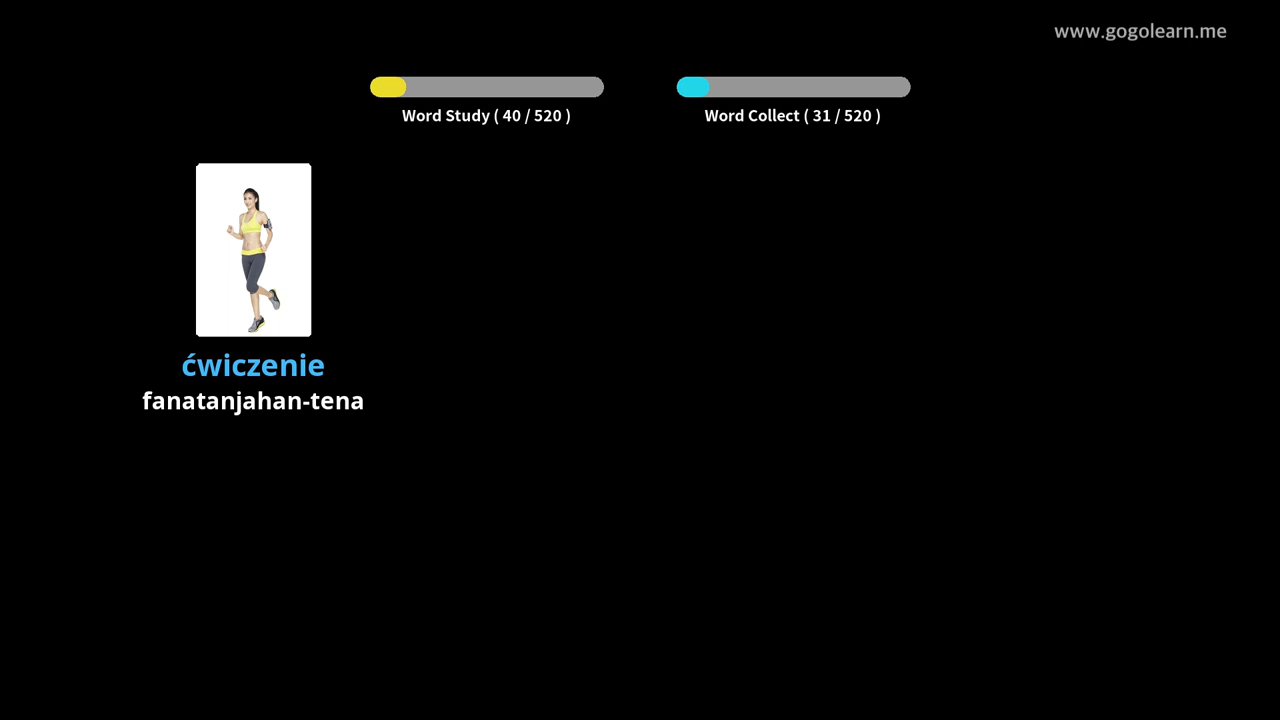 www.gogolearn.me
Word Study ( 40 / 520 )
Word Collect ( 31 / 520 )
ćwiczenie
fanatanjahan-tena